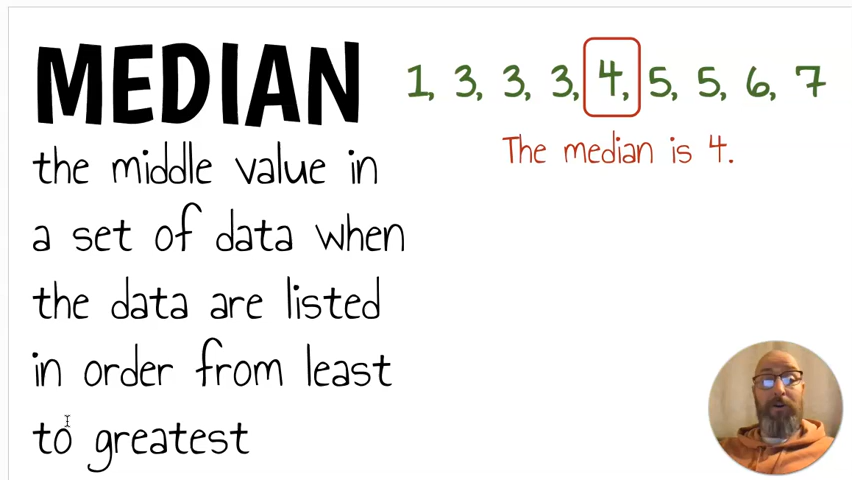 MEDIAN
the middle value in
a set of data when
the data are listed
in order from least
to greatest
1, 3, 3, 3, 4, 5, 5, 6, 7
The median is 4.